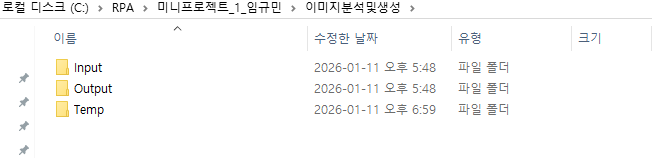 로컬 디스크 (C:) > RPA > 미니프로젝트_1_임규민 > 이미지분석및생성 >
이름 수정한 날짜 유형 크기
Input 2026-01-11 오후 5:48 파일 폴더
Output 2026-01-11 오후 5:48 파일 폴더
Temp 2026-01-11 오후 6:59 파일 폴더